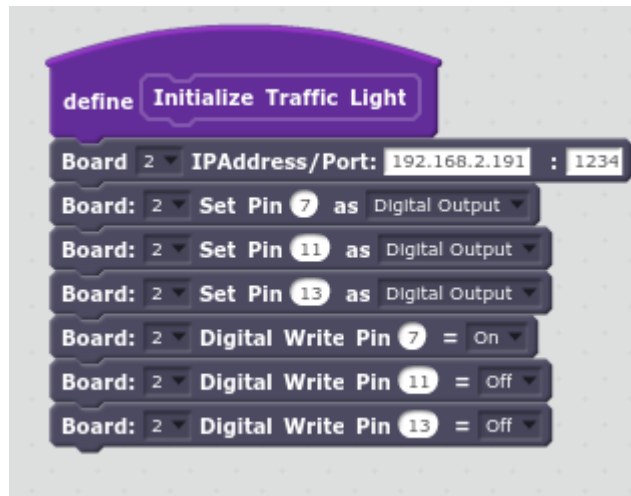 define Initialize Traffic Light
Board 2 IPAddress/Port: 192.168.2.191 : 1234
Board: 2 Set Pin 7 as Digital Output
Board: 2 Set Pin 11 as Digital Output
Board: 2 Set Pin 13 as Digital Output
Board: 2 Digital Write Pin 7 = On
Board: 2 Digital Write Pin 11 = Off
Board: 2 Digital Write Pin 13 = Off